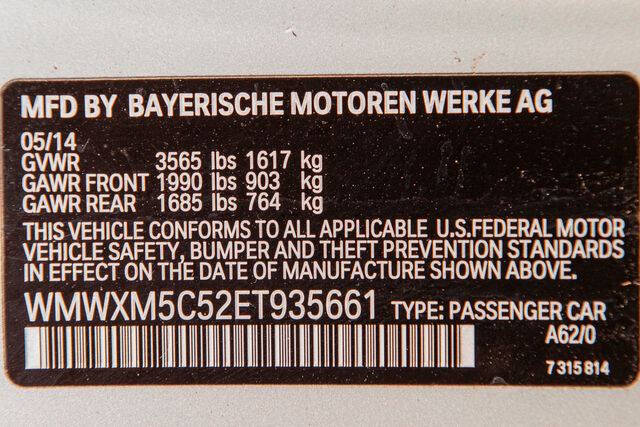 MFD BY BAYERISCHE MOTOREN WERKE AG
05/14
GVWR 3565 lbs 1617 kg
GAWR FRONT 1990 lbs 903 kg
GAWR REAR 1685 lbs 764 kg
THIS VEHICLE CONFORMS TO ALL APPLICABLE U.S.FEDERAL MOTOR
VEHICLE SAFETY, BUMPER AND THEFT PREVENTION STANDARDS
IN EFFECT ON THE DATE OF MANUFACTURE SHOWN ABOVE.
WMWXM5C52ET935661 TYPE: PASSENGER CAR
A62/0
7 315 814